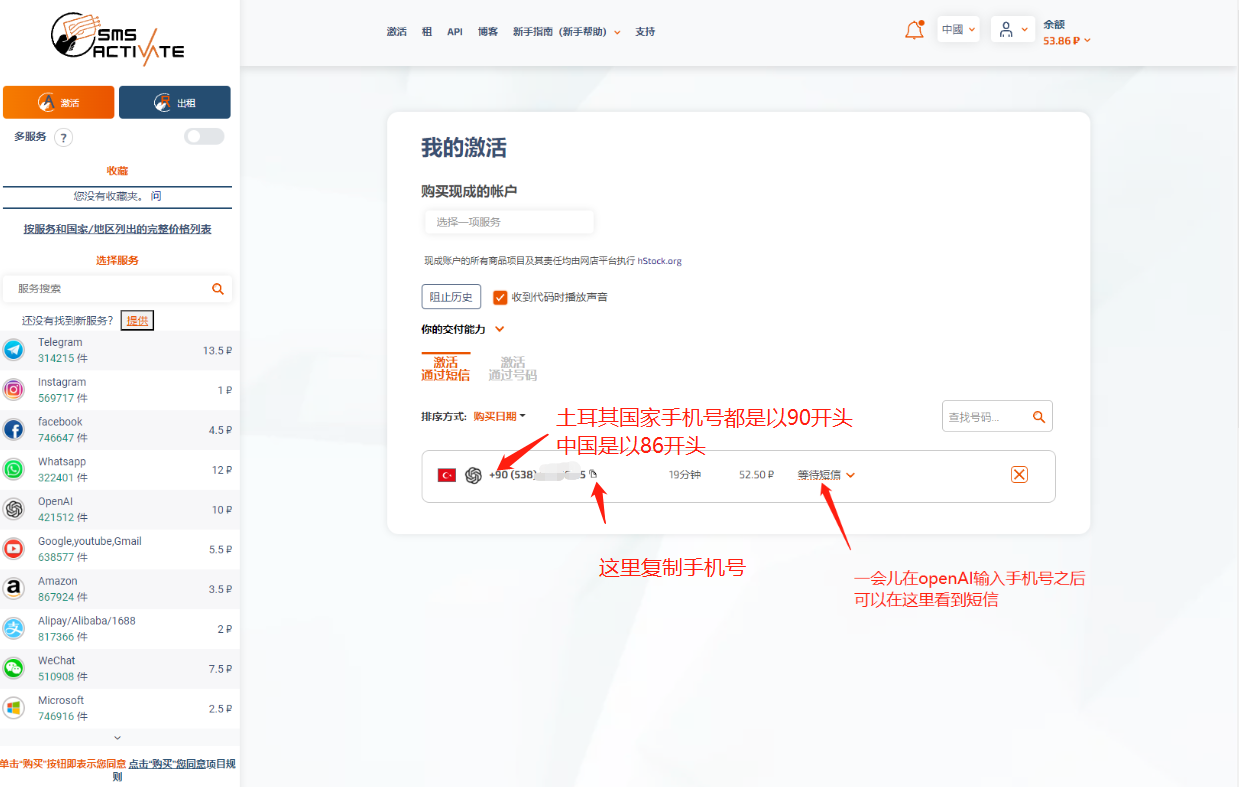 SMS
ACTIVATE
激活
出租
多服务 ?
收藏
您没有收藏夹。 问
按服务和国家/地区列出的完整价格列表
选择服务
服务搜索
还没有找到新服务? 提供
Telegram
314215 件
13.5 ₽
Instagram
569717 件
1 ₽
facebook
746647 件
4.5 ₽
Whatsapp
322401 件
12 ₽
OpenAI
421512 件
10 ₽
Google,youtube,Gmail
638577 件
5.5 ₽
Amazon
867924 件
3.5 ₽
Alipay/Alibaba/1688
817366 件
2 ₽
WeChat
510908 件
7.5 ₽
Microsoft
746916 件
2.5 ₽
单击“购买”按钮即表示您同意 点击“购买”您同意项目规
则
激活 租 API 博客 新手指南（新手帮助） 支持
中國
余额
53.86 ₽
我的激活
购买现成的帐户
选择一项服务
现成账户的所有商品项目及其责任均由网店平台执行 hStock.org
阻止历史 收到代码时播放声音
你的交付能力
激活
通过短信
激活
通过号码
排序方式: 购买日期
查找号码...
土耳其国家手机号都是以90开头
中国是以86开头
+90 (538) 5 19分钟 52.50 ₽ 等待短信
这里复制手机号
一会儿在openAI输入手机号之后
可以在这里看到短信